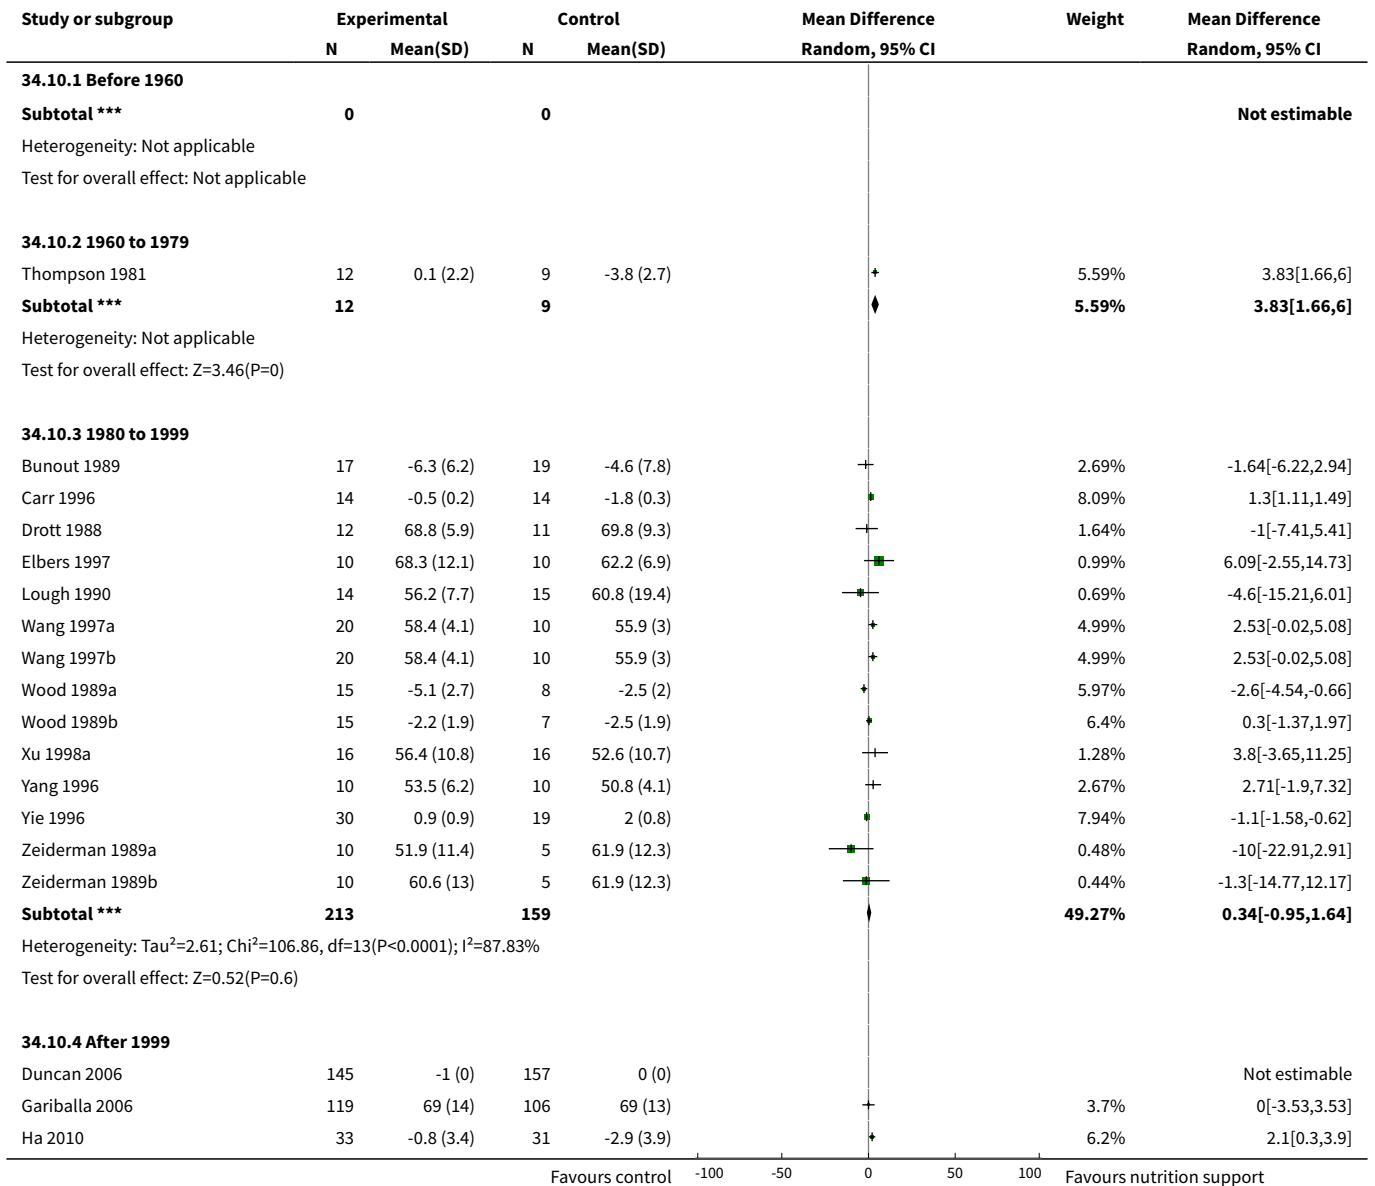 Study or subgroup Experimental Control Mean Difference Weight Mean Difference
N Mean(SD) N Mean(SD) Random, 95% CI Random, 95% CI
34.10.1 Before 1960
Subtotal *** 0 0 Not estimable
Heterogeneity: Not applicable
Test for overall effect: Not applicable
34.10.2 1960 to 1979
Thompson 1981 12 0.1 (2.2) 9 -3.8 (2.7) 5.59% 3.83[1.66,6]
Subtotal *** 12 9 5.59% 3.83[1.66,6]
Heterogeneity: Not applicable
Test for overall effect: Z=3.46(P=0)
34.10.3 1980 to 1999
Bunout 1989 17 -6.3 (6.2) 19 -4.6 (7.8) 2.69% -1.64[-6.22,2.94]
Carr 1996 14 -0.5 (0.2) 14 -1.8 (0.3) 8.09% 1.3[1.11,1.49]
Drott 1988 12 68.8 (5.9) 11 69.8 (9.3) 1.64% -1[-7.41,5.41]
Elbers 1997 10 68.3 (12.1) 10 62.2 (6.9) 0.99% 6.09[-2.55,14.73]
Lough 1990 14 56.2 (7.7) 15 60.8 (19.4) 0.69% -4.6[-15.21,6.01]
Wang 1997a 20 58.4 (4.1) 10 55.9 (3) 4.99% 2.53[-0.02,5.08]
Wang 1997b 20 58.4 (4.1) 10 55.9 (3) 4.99% 2.53[-0.02,5.08]
Wood 1989a 15 -5.1 (2.7) 8 -2.5 (2) 5.97% -2.6[-4.54,-0.66]
Wood 1989b 15 -2.2 (1.9) 7 -2.5 (1.9) 6.4% 0.3[-1.37,1.97]
Xu 1998a 16 56.4 (10.8) 16 52.6 (10.7) 1.28% 3.8[-3.65,11.25]
Yang 1996 10 53.5 (6.2) 10 50.8 (4.1) 2.67% 2.71[-1.9,7.32]
Yie 1996 30 0.9 (0.9) 19 2 (0.8) 7.94% -1.1[-1.58,-0.62]
Zeiderman 1989a 10 51.9 (11.4) 5 61.9 (12.3) 0.48% -10[-22.91,2.91]
Zeiderman 1989b 10 60.6 (13) 5 61.9 (12.3) 0.44% -1.3[-14.77,12.17]
Subtotal *** 213 159 49.27% 0.34[-0.95,1.64]
Heterogeneity: Tau²=2.61; Chi²=106.86, df=13(P<0.0001); I²=87.83%
Test for overall effect: Z=0.52(P=0.6)
34.10.4 After 1999
Duncan 2006 145 -1 (0) 157 0 (0) Not estimable
Gariballa 2006 119 69 (14) 106 69 (13) 3.7% 0[-3.53,3.53]
Ha 2010 33 -0.8 (3.4) 31 -2.9 (3.9) 6.2% 2.1[0.3,3.9]
Favours control -100 -50 0 50 100 Favours nutrition support